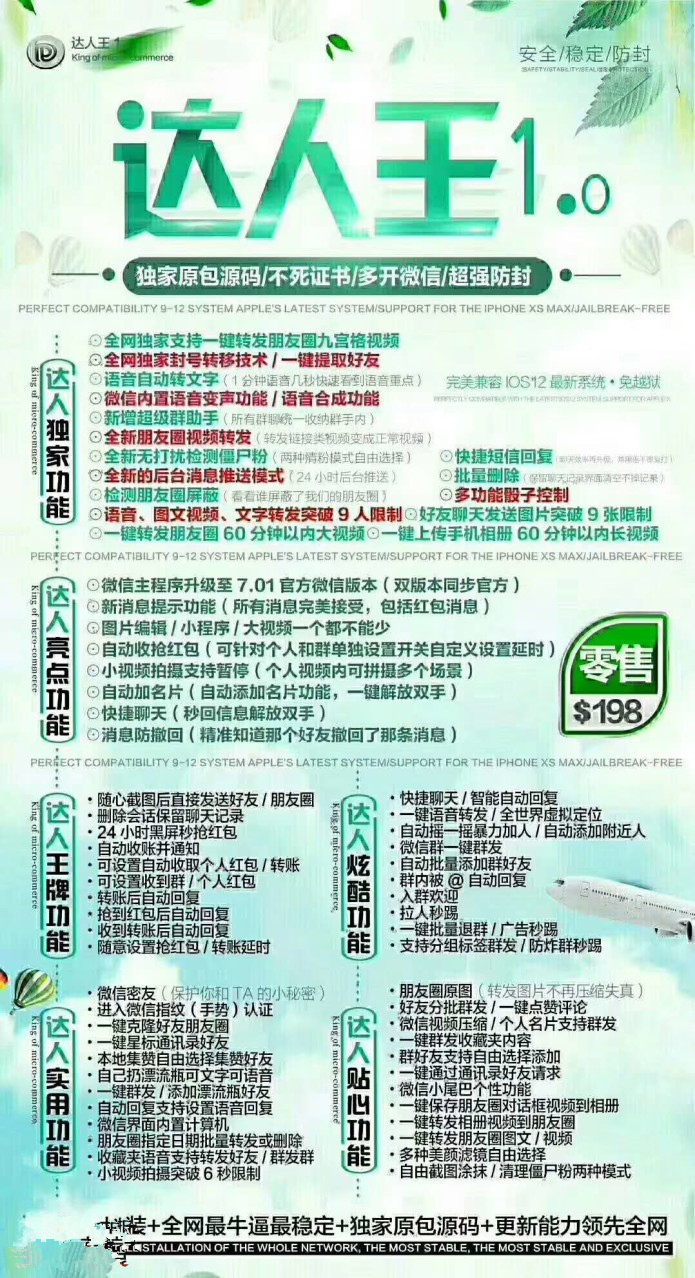 达人王1
King of micro-commerce
安全/稳定/防封
达人王1.0
独家原包源码/不死证书/多开微信/超强防封
PERFECT COMPATIBILITY 9-12 SYSTEM APPLE'S LATEST SYSTEM/SUPPORT FOR THE IPHONE XS MAX/JAILBREAK-FREE
达人独家功能
King of micro-commerce
全网独家支持一键转发朋友圈九宫格视频
全网独家封号转移技术 / 一键提取好友
语音自动转文字（1分钟语音几秒快速看到语音重点）
完美兼容 IOS12 最新系统·免越狱
微信内置语音变声功能 / 语音合成功能
新增超级群助手（所有群聊统一收纳群手内）
全新朋友圈视频转发（转发链接类视频变成正常视频）
全新无打扰检测僵尸粉（两种情粉模式自由选择）
快捷短信回复
全新的后台消息推送模式（24小时后台推送）
批量删除
检测朋友圈屏蔽（看看谁屏蔽了我们的朋友圈）
多功能骰子控制
语音、图文视频、文字转发突破 9 人限制
好友聊天发送图片突破 9 张限制
一键转发朋友圈 60 分钟以内大视频
一键上传手机相册 60 分钟以内长视频
PERFECT COMPATIBILITY 9-12 SYSTEM APPLE'S LATEST SYSTEM/SUPPORT FOR THE IPHONE XS MAX/JAILBREAK-FREE
达人亮点功能
King of micro-commerce
微信主程序升级至 7.01 官方微信版本（双版本同步官方）
新消息提示功能（所有消息完美接受，包括红包消息）
图片编辑 / 小程序 / 大视频一个都不能少
自动收抢红包（可针对个人和群单独设置开关自定义设置延时）
小视频拍摄支持暂停（个人视频内可拼摄多个场景）
自动加名片（自动添加名片功能，一键解放双手）
快捷聊天（秒回信息解放双手）
消息防撤回（精准知道那个好友撤回了那条消息）
零售
$198
PERFECT COMPATIBILITY 9-12 SYSTEM APPLE'S LATEST SYSTEM/SUPPORT FOR THE IPHONE XS MAX/JAILBREAK-FREE
达人王牌功能
King of micro-commerce
随心截图后直接发送好友 / 朋友圈
删除会话保留聊天记录
24 小时黑屏秒抢红包
自动收账并通知
可设置自动收取个人红包 / 转账
可设置收到群 / 个人红包
转账后自动回复
抢到红包后自动回复
收到转账后自动回复
随意设置抢红包 / 转账延时
达人炫酷功能
King of micro-commerce
快捷聊天 / 智能自动回复
一键语音转发 / 全世界虚拟定位
自动摇一摇暴力加人 / 自动添加附近人
微信群一键群发
自动批量添加群好友
群内被 @ 自动回复
入群欢迎
拉人秒踢
一键批量退群 / 广告秒踢
支持分组标签群发 / 防炸群秒踢
达人实用功能
King of micro-commerce
微信密友（保护你和 TA 的小秘密）
进入微信指纹（手势）认证
一键克隆好友朋友圈
一键星标通讯录好友
本地集赞自由选择集赞好友
自己扔漂流瓶可文字可语音
一键群发 / 添加漂流瓶好友
自动回复支持设置语音回复
微信界面内置计算机
朋友圈指定日期批量转发或删除
收藏夹语音支持转发好友 / 群发群
小视频拍摄突破 6 秒限制
达人贴心功能
King of micro-commerce
朋友圈原图（转发图片不再压缩失真）
好友分批群发 / 一键点赞评论
微信视频压缩 / 个人名片支持群发
一键群发收藏夹内容
群好友支持自由选择添加
一键通过通讯录好友请求
微信小尾巴个性功能
一键保存朋友圈对话框视频到相册
一键转发相册视频到朋友圈
一键转发朋友圈图文 / 视频
多种美颜滤镜自由选择
自由截图涂抹 / 清理僵尸粉两种模式
装+全网最牛逼最稳定+独家原包源码+更新能力领先全网
INSTALLATION OF THE WHOLE NETWORK, THE MOST STABLE, THE MOST STABLE AND EXCLUSIVE